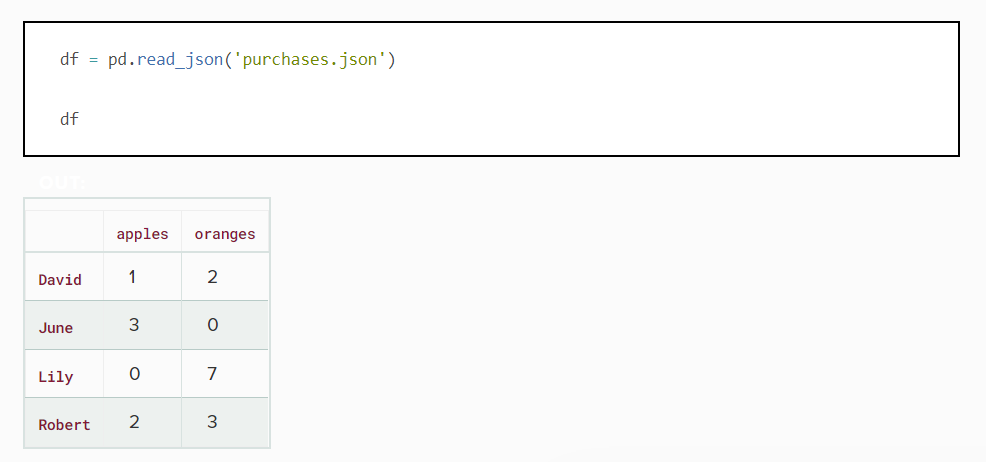 df = pd.read_json('purchases.json')
df
OUT:
apples oranges
David 1 2
June 3 0
Lily 0 7
Robert 2 3